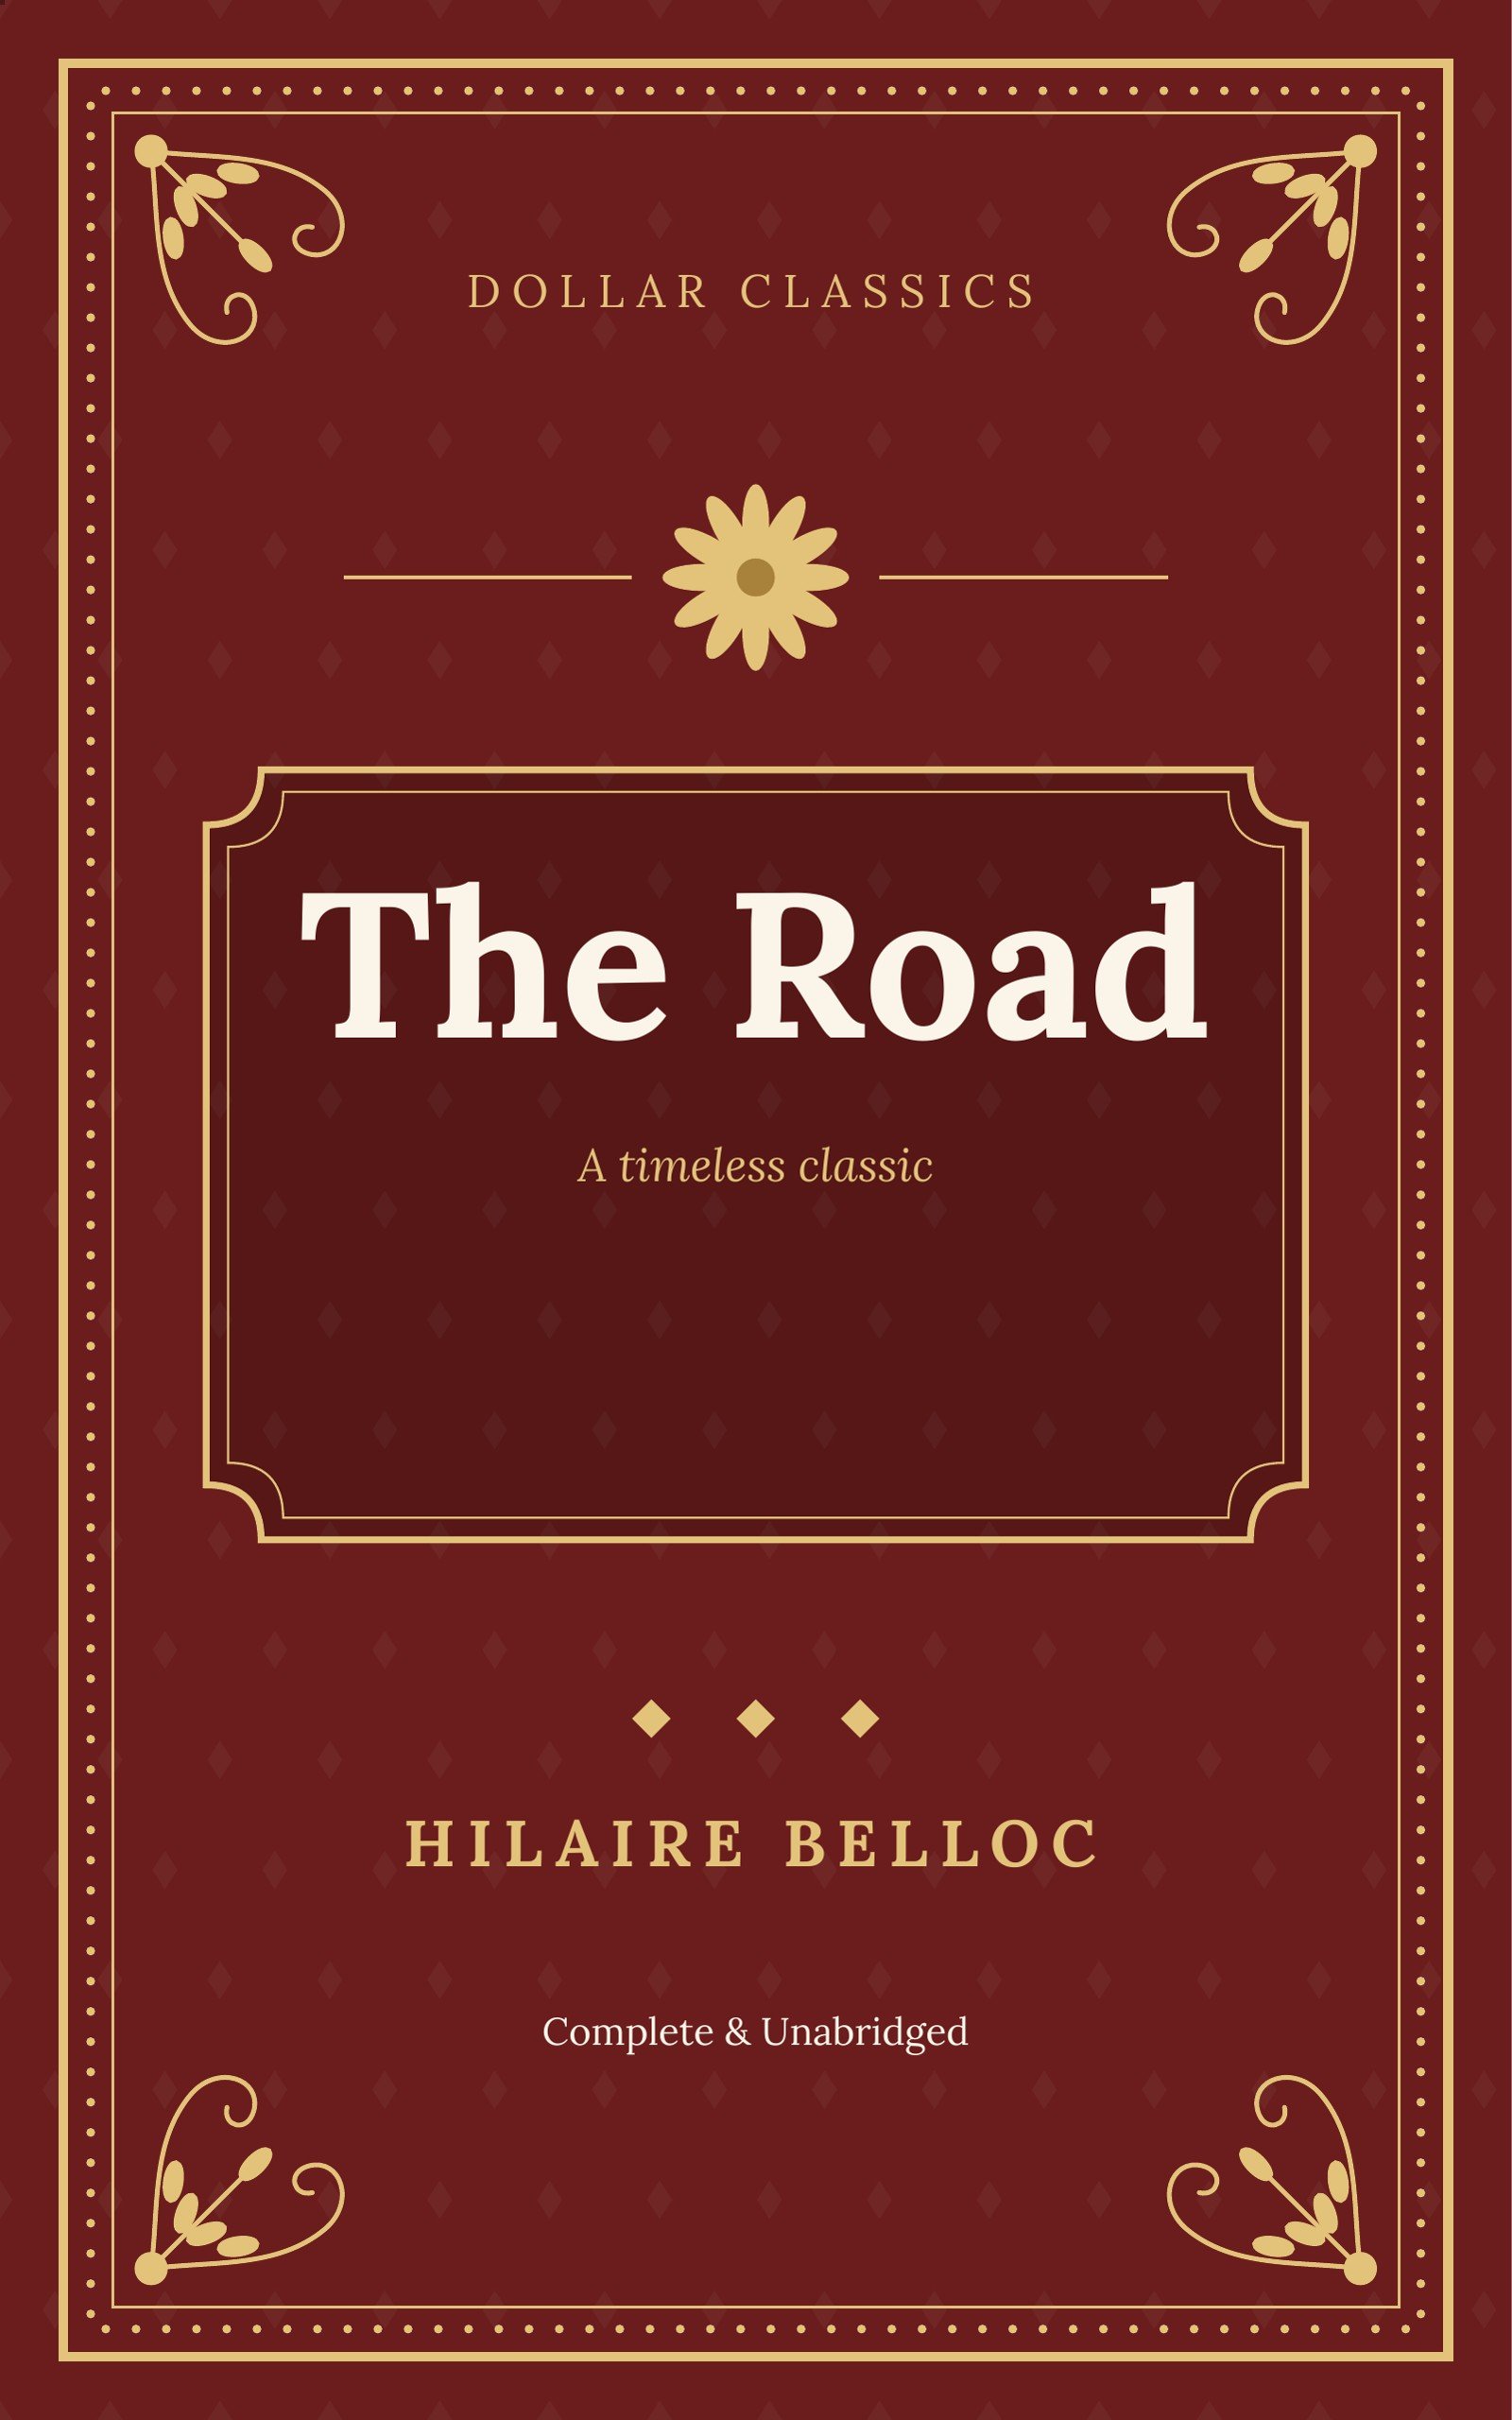 DOLLAR CLASSICS
The Road
A timeless classic
HILAIRE BELLOC
Complete & Unabridged